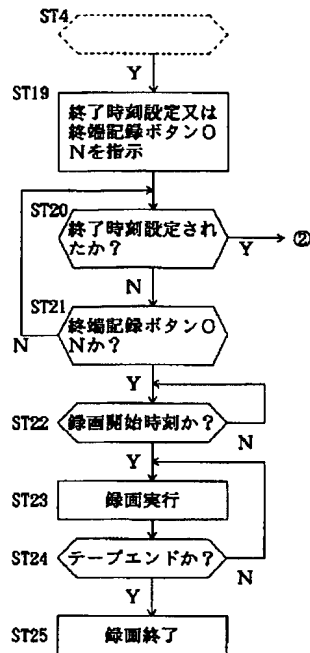 ST4
Y
ST19
終了時刻設定又は
終端記録ボタンO
Nを指示
ST20
終了時刻設定され
たか?
Y
②
N
ST21
終端記録ボタンO
Nか?
N
Y
ST22
録画開始時刻か?
N
Y
ST23
録画実行
ST24
テープエンドか?
N
Y
ST25
録画終了